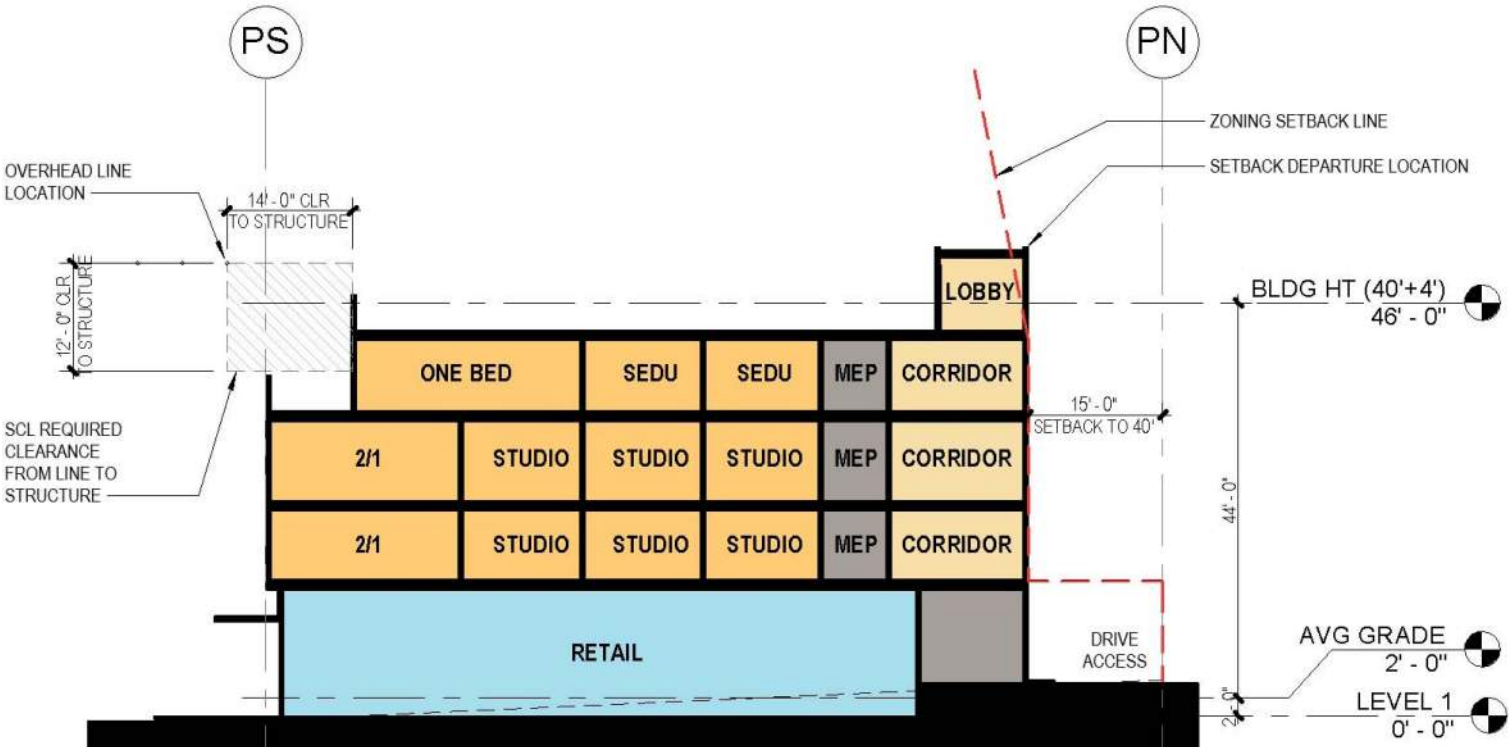 PS
PN
ZONING SETBACK LINE
SETBACK DEPARTURE LOCATION
OVERHEAD LINE
LOCATION
14'-0" CLR
TO STRUCTURE
12'-0" CLR
TO STRUCTURE
SCL REQUIRED
CLEARANCE
FROM LINE TO
STRUCTURE
LOBBY
BLDG HT (40'+4')
46' - 0"
ONE BED
SEDU
SEDU
MEP
CORRIDOR
15'-0"
SETBACK TO 40'
2/1
STUDIO
STUDIO
STUDIO
MEP
CORRIDOR
44'-0"
2/1
STUDIO
STUDIO
STUDIO
MEP
CORRIDOR
RETAIL
DRIVE
ACCESS
AVG GRADE
2' - 0"
2'-0"
LEVEL 1
0' - 0"